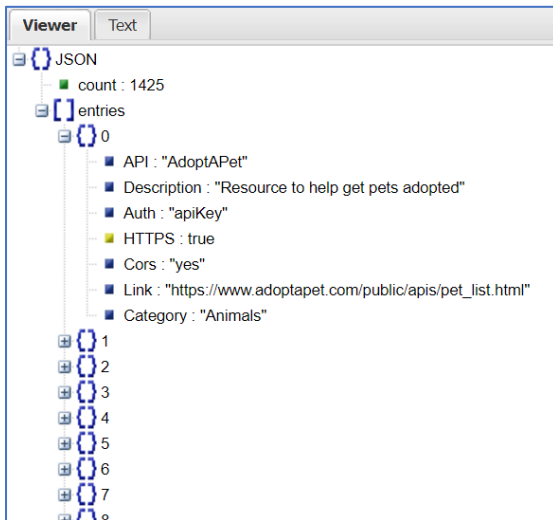 Viewer Text
JSON
count : 1425
entries
0
API : "AdoptAPet"
Description : "Resource to help get pets adopted"
Auth : "apiKey"
HTTPS : true
Cors : "yes"
Link : "https://www.adoptapet.com/public/apis/pet_list.html"
Category : "Animals"
1
2
3
4
5
6
7
8